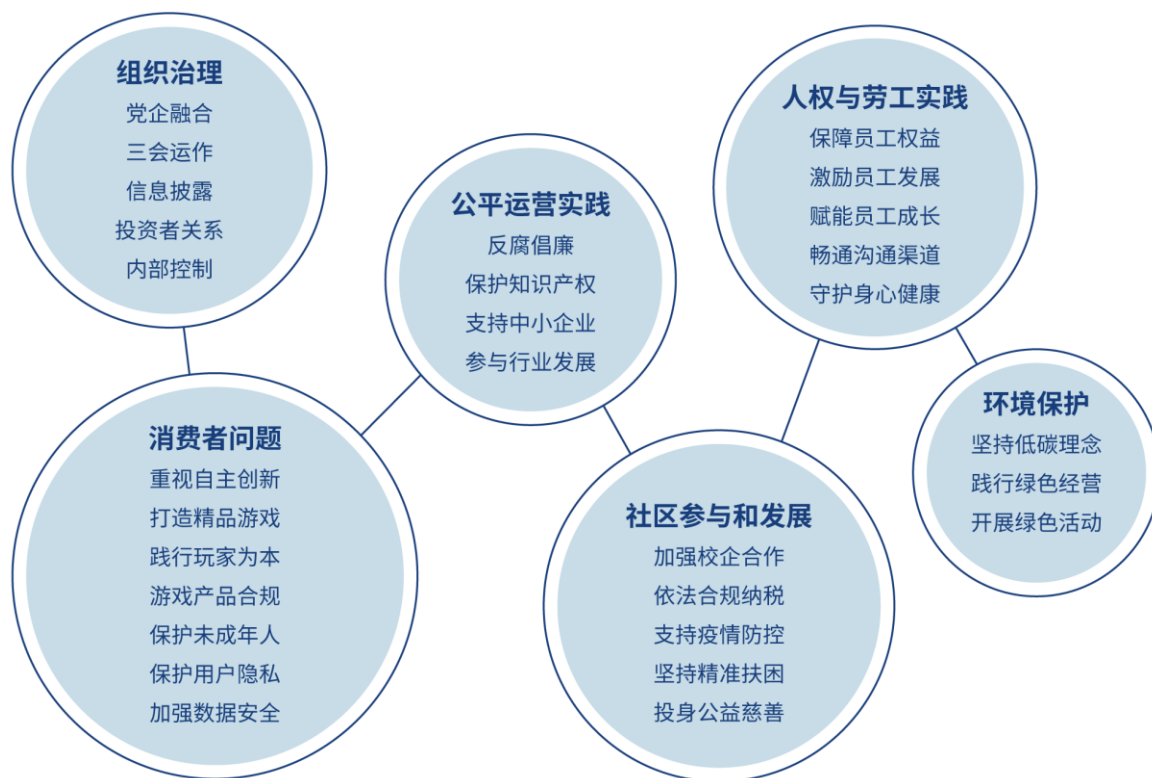 组织治理
党企融合
三会运作
信息披露
投资者关系
内部控制
消费者问题
重视自主创新
打造精品游戏
践行玩家为本
游戏产品合规
保护未成年人
保护用户隐私
加强数据安全
公平运营实践
反腐倡廉
保护知识产权
支持中小企业
参与行业发展
社区参与和发展
加强校企合作
依法合规纳税
支持疫情防控
坚持精准扶困
投身公益慈善
人权与劳工实践
保障员工权益
激励员工发展
赋能员工成长
畅通沟通渠道
守护身心健康
环境保护
坚持低碳理念
践行绿色经营
开展绿色活动